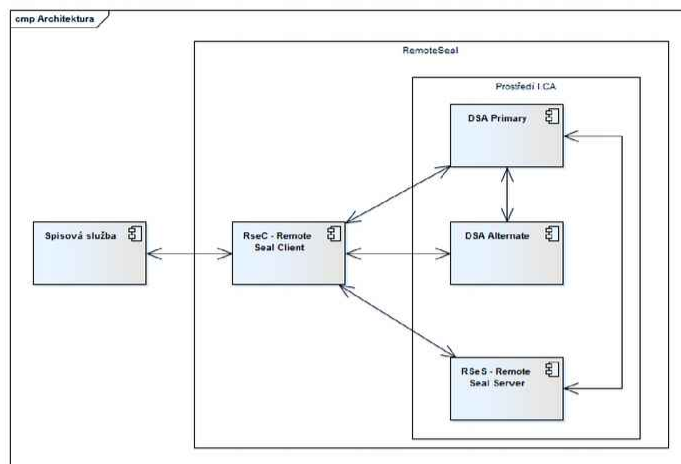 cmp Architektura
RemoteSeal
Prostředí I.CA
DSA Primary
Spisová služba
RseC - Remote
Seal Client
DSA Alternate
RSeS - Remote
Seal Server